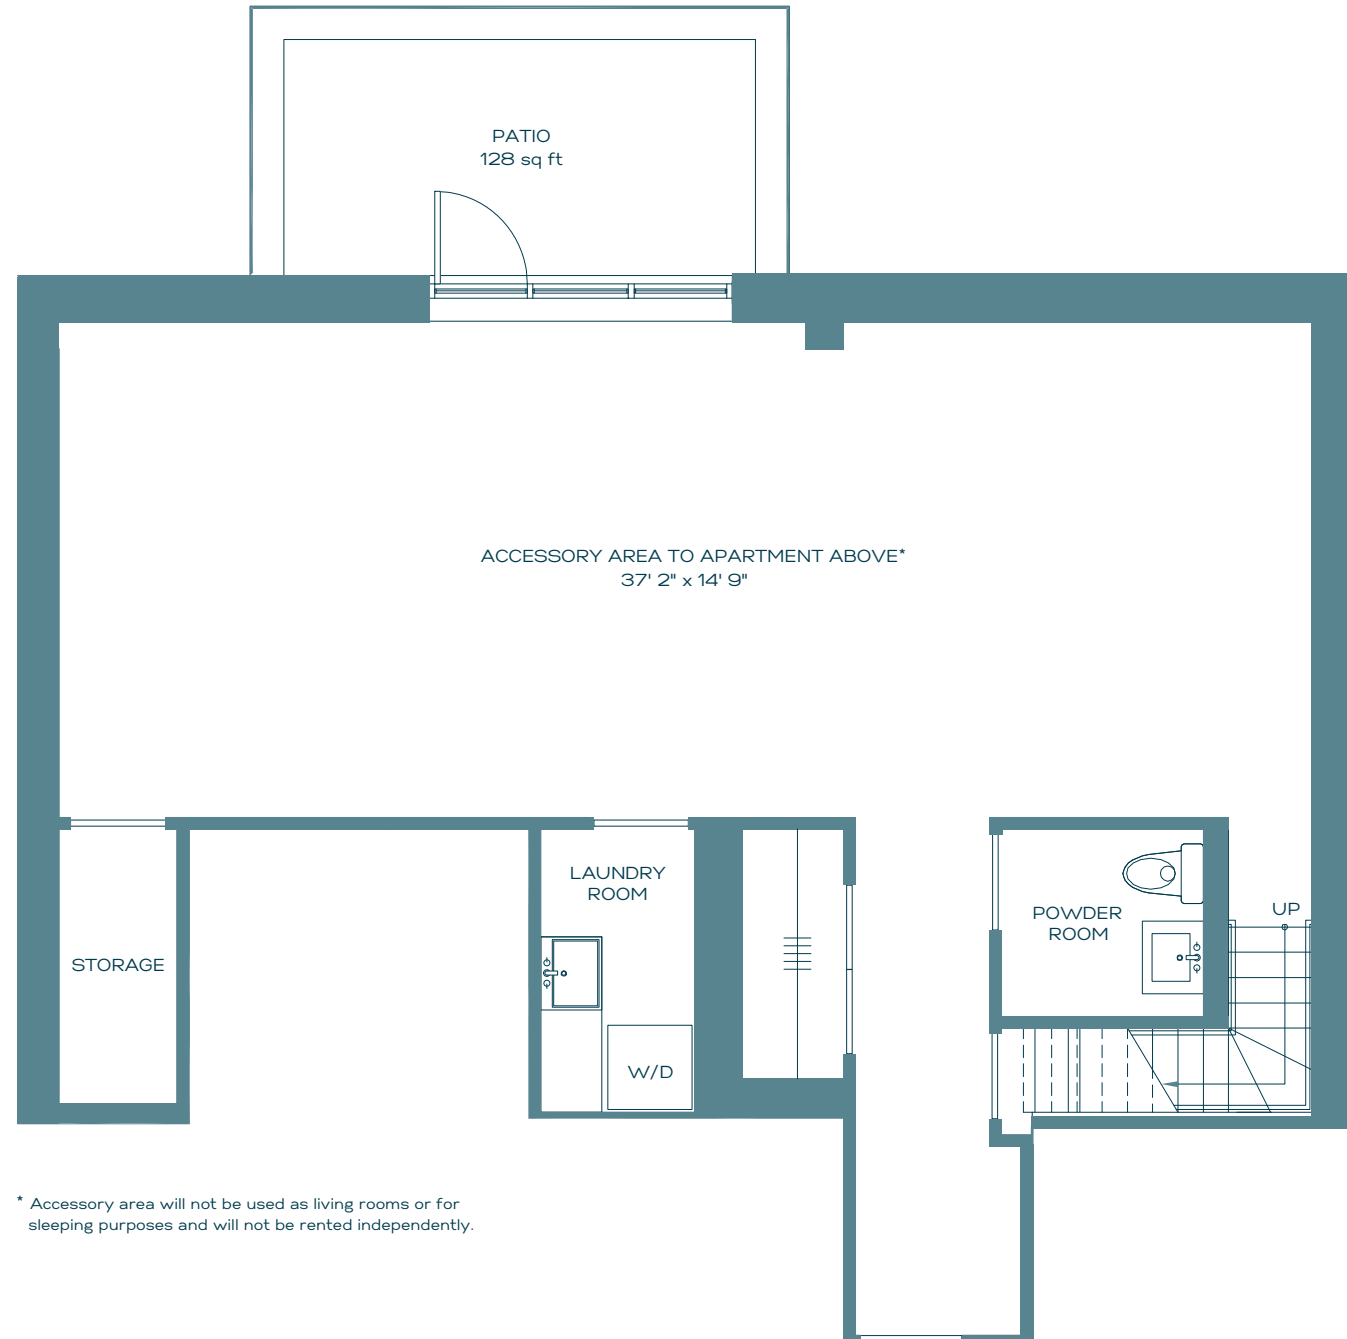 PATIO
128 sq ft
ACCESSORY AREA TO APARTMENT ABOVE*
37' 2" x 14' 9"
LAUNDRY
ROOM
POWDER
ROOM
UP
STORAGE
W/D
* Accessory area will not be used as living rooms or for
sleeping purposes and will not be rented independently.